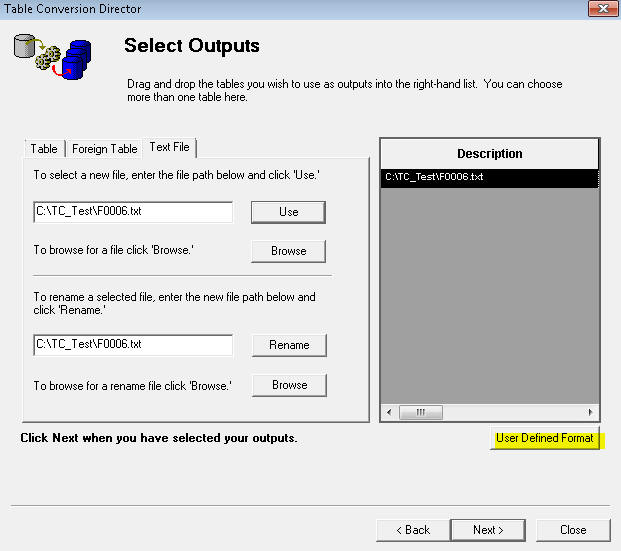 Table Conversion Director
Select Outputs
Drag and drop the tables you wish to use as outputs into the right-hand list. You can choose
more than one table here.
Table
Foreign Table
Text File
To select a new file, enter the file path below and click 'Use.'
C:\TC_Test\F0006.txt
Use
To browse for a file click 'Browse.'
Browse
To rename a selected file, enter the new file path below and
click 'Rename.'
C:\TC_Test\F0006.txt
Rename
To browse for a rename file click 'Browse.'
Browse
Description
C:\TC_Test\F0006.txt
Click Next when you have selected your outputs.
User Defined Format
< Back
Next >
Close